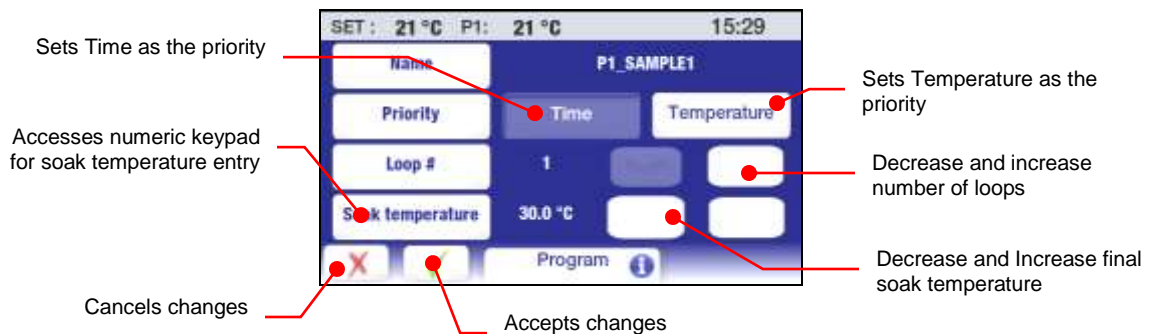 SET: 21 °C P1: 21 °C 15:29
Sets Time as the priority
Name P1_SAMPLE1
Sets Temperature as the
priority
Priority Time Temperature
Accesses numeric keypad
for soak temperature entry
Loop # 1
Decrease and increase
number of loops
Soak temperature 30.0 °C
Program
Decrease and Increase final
soak temperature
Cancels changes
Accepts changes